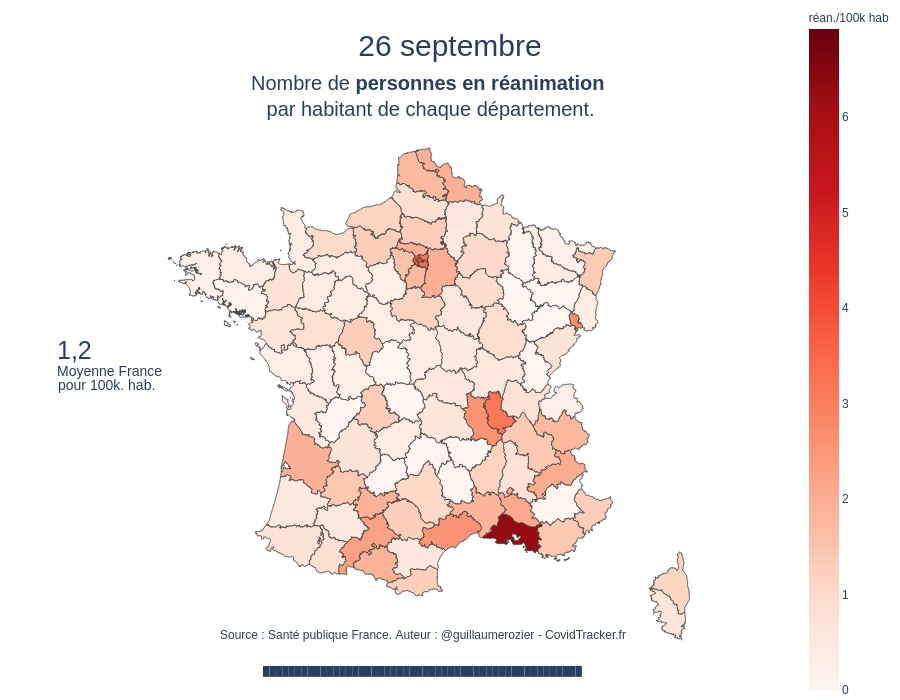 réan./100k hab
26 septembre
Nombre de personnes en réanimation
par habitant de chaque département.
6
5
4
3
2
1
0
1,2
Moyenne France
pour 100k. hab.
Source : Santé publique France. Auteur : @guillaumerozier - CovidTracker.fr